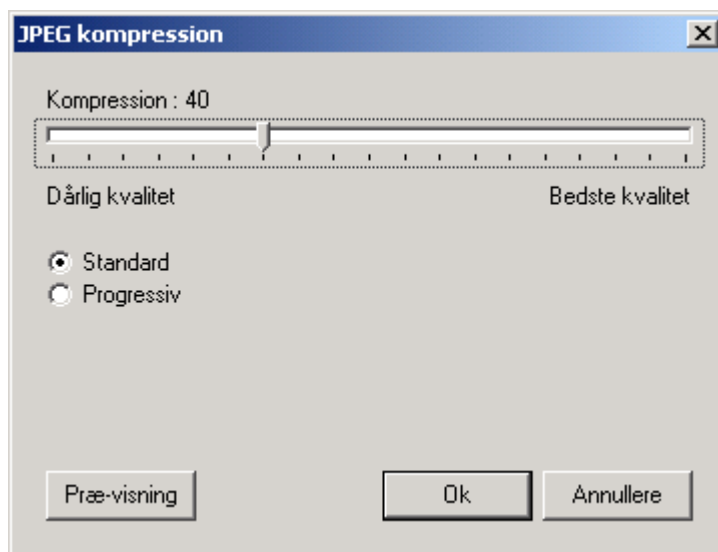 JPEG kompression
Kompression : 40
Dårlig kvalitet Bedste kvalitet
Standard
Progressiv
Præ-visning Ok Annullere